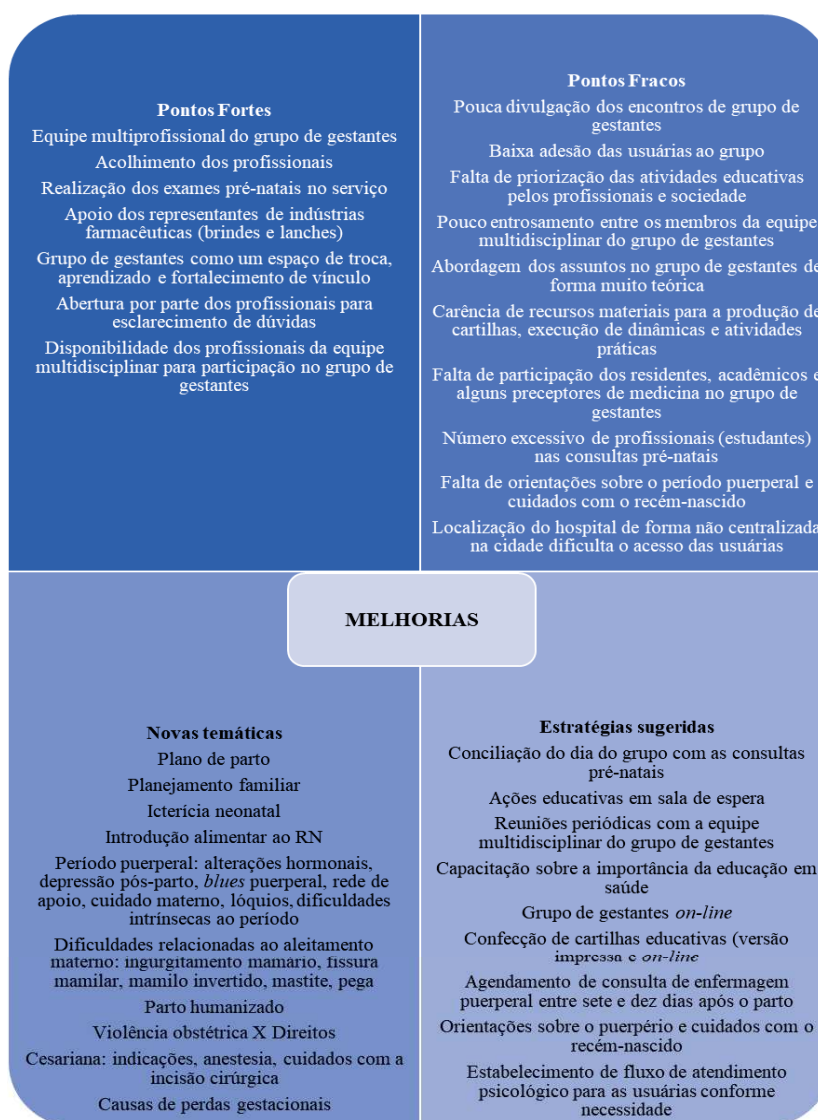 Pontos Fortes
Equipe multiprofissional do grupo de gestantes
Acolhimento dos profissionais
Realização dos exames pré-natais no serviço
Apoio dos representantes de indústrias
farmacêuticas (brindes e lanches)
Grupo de gestantes como um espaço de troca,
aprendizado e fortalecimento de vínculo
Abertura por parte dos profissionais para
esclarecimento de dúvidas
Disponibilidade dos profissionais da equipe
multidisciplinar para participação no grupo de
gestantes
Pontos Fracos
Pouca divulgação dos encontros de grupo de
gestantes
Baixa adesão das usuárias ao grupo
Falta de priorização das atividades educativas
pelos profissionais e sociedade
Pouco entrosamento entre os membros da equipe
multidisciplinar do grupo de gestantes
Abordagem dos assuntos no grupo de gestantes de
forma muito teórica
Carência de recursos materiais para a produção de
cartilhas, execução de dinâmicas e atividades
práticas
Falta de participação dos residentes, acadêmicos e
alguns preceptores de medicina no grupo de
gestantes
Número excessivo de profissionais (estudantes)
nas consultas pré-natais
Falta de orientações sobre o período puerperal e
cuidados com o recém-nascido
Localização do hospital de forma não centralizada
na cidade dificulta o acesso das usuárias
MELHORIAS
Novas temáticas
Plano de parto
Planejamento familiar
Icterícia neonatal
Introdução alimentar ao RN
Período puerperal: alterações hormonais,
depressão pós-parto, blues puerperal, rede de
apoio, cuidado materno, lóquios, dificuldades
intrínsecas ao período
Dificuldades relacionadas ao aleitamento
materno: ingurgitamento mamário, fissura
mamilar, mamilo invertido, mastite, pega
Parto humanizado
Violência obstétrica X Direitos
Cesariana: indicações, anestesia, cuidados com a
incisão cirúrgica
Causas de perdas gestacionais
Estratégias sugeridas
Conciliação do dia do grupo com as consultas
pré-natais
Ações educativas em sala de espera
Reuniões periódicas com a equipe
multidisciplinar do grupo de gestantes
Capacitação sobre a importância da educação em
saúde
Grupo de gestantes on-line
Confecção de cartilhas educativas (versão
impressa e on-line
Agendamento de consulta de enfermagem
puerperal entre sete e dez dias após o parto
Orientações sobre o puerpério e cuidados com o
recém-nascido
Estabelecimento de fluxo de atendimento
psicológico para as usuárias conforme
necessidade